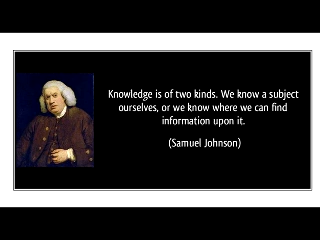 Knowledge is of two kinds. We know a subject
ourselves, or we know where we can find
information upon it.
(Samuel Johnson)